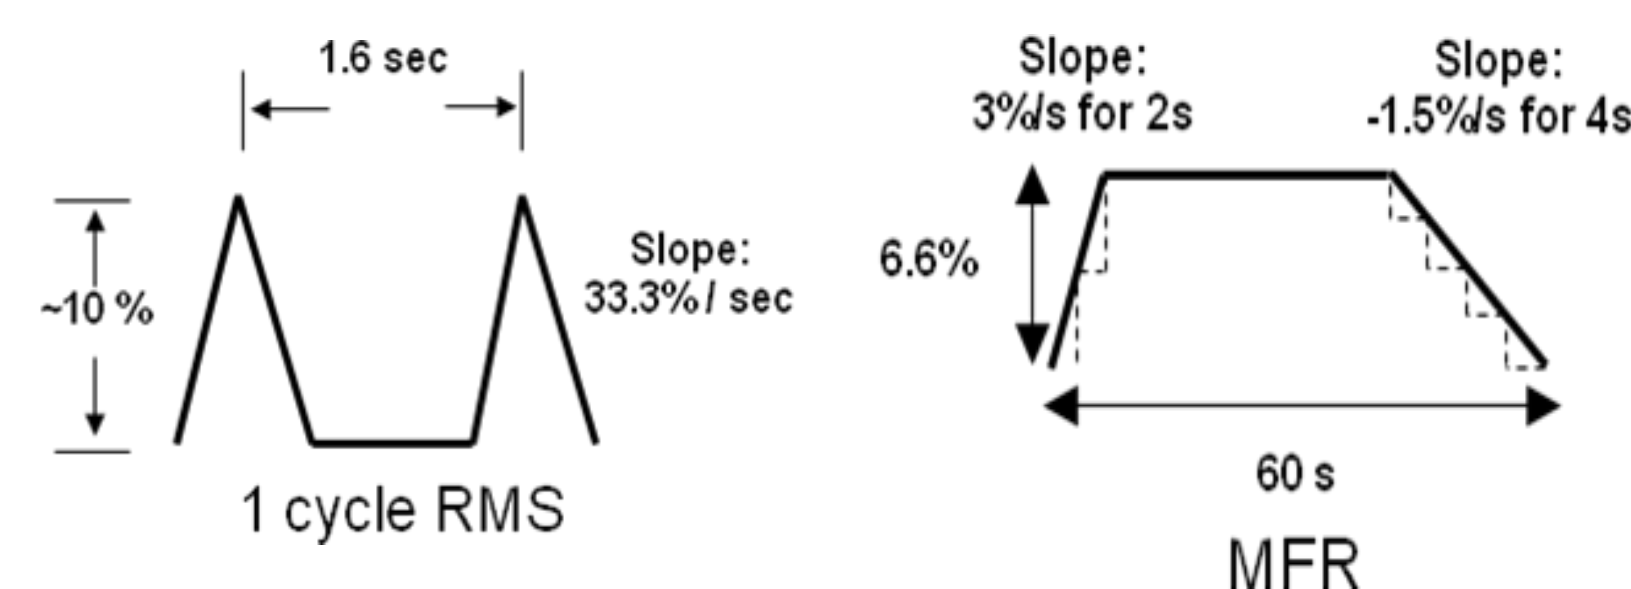 1.6 sec
~10 %
Slope:
33.3% / sec
1 cycle RMS
Slope:
3%/s for 2s
Slope:
-1.5%/s for 4s
6.6%
60 s
MFR